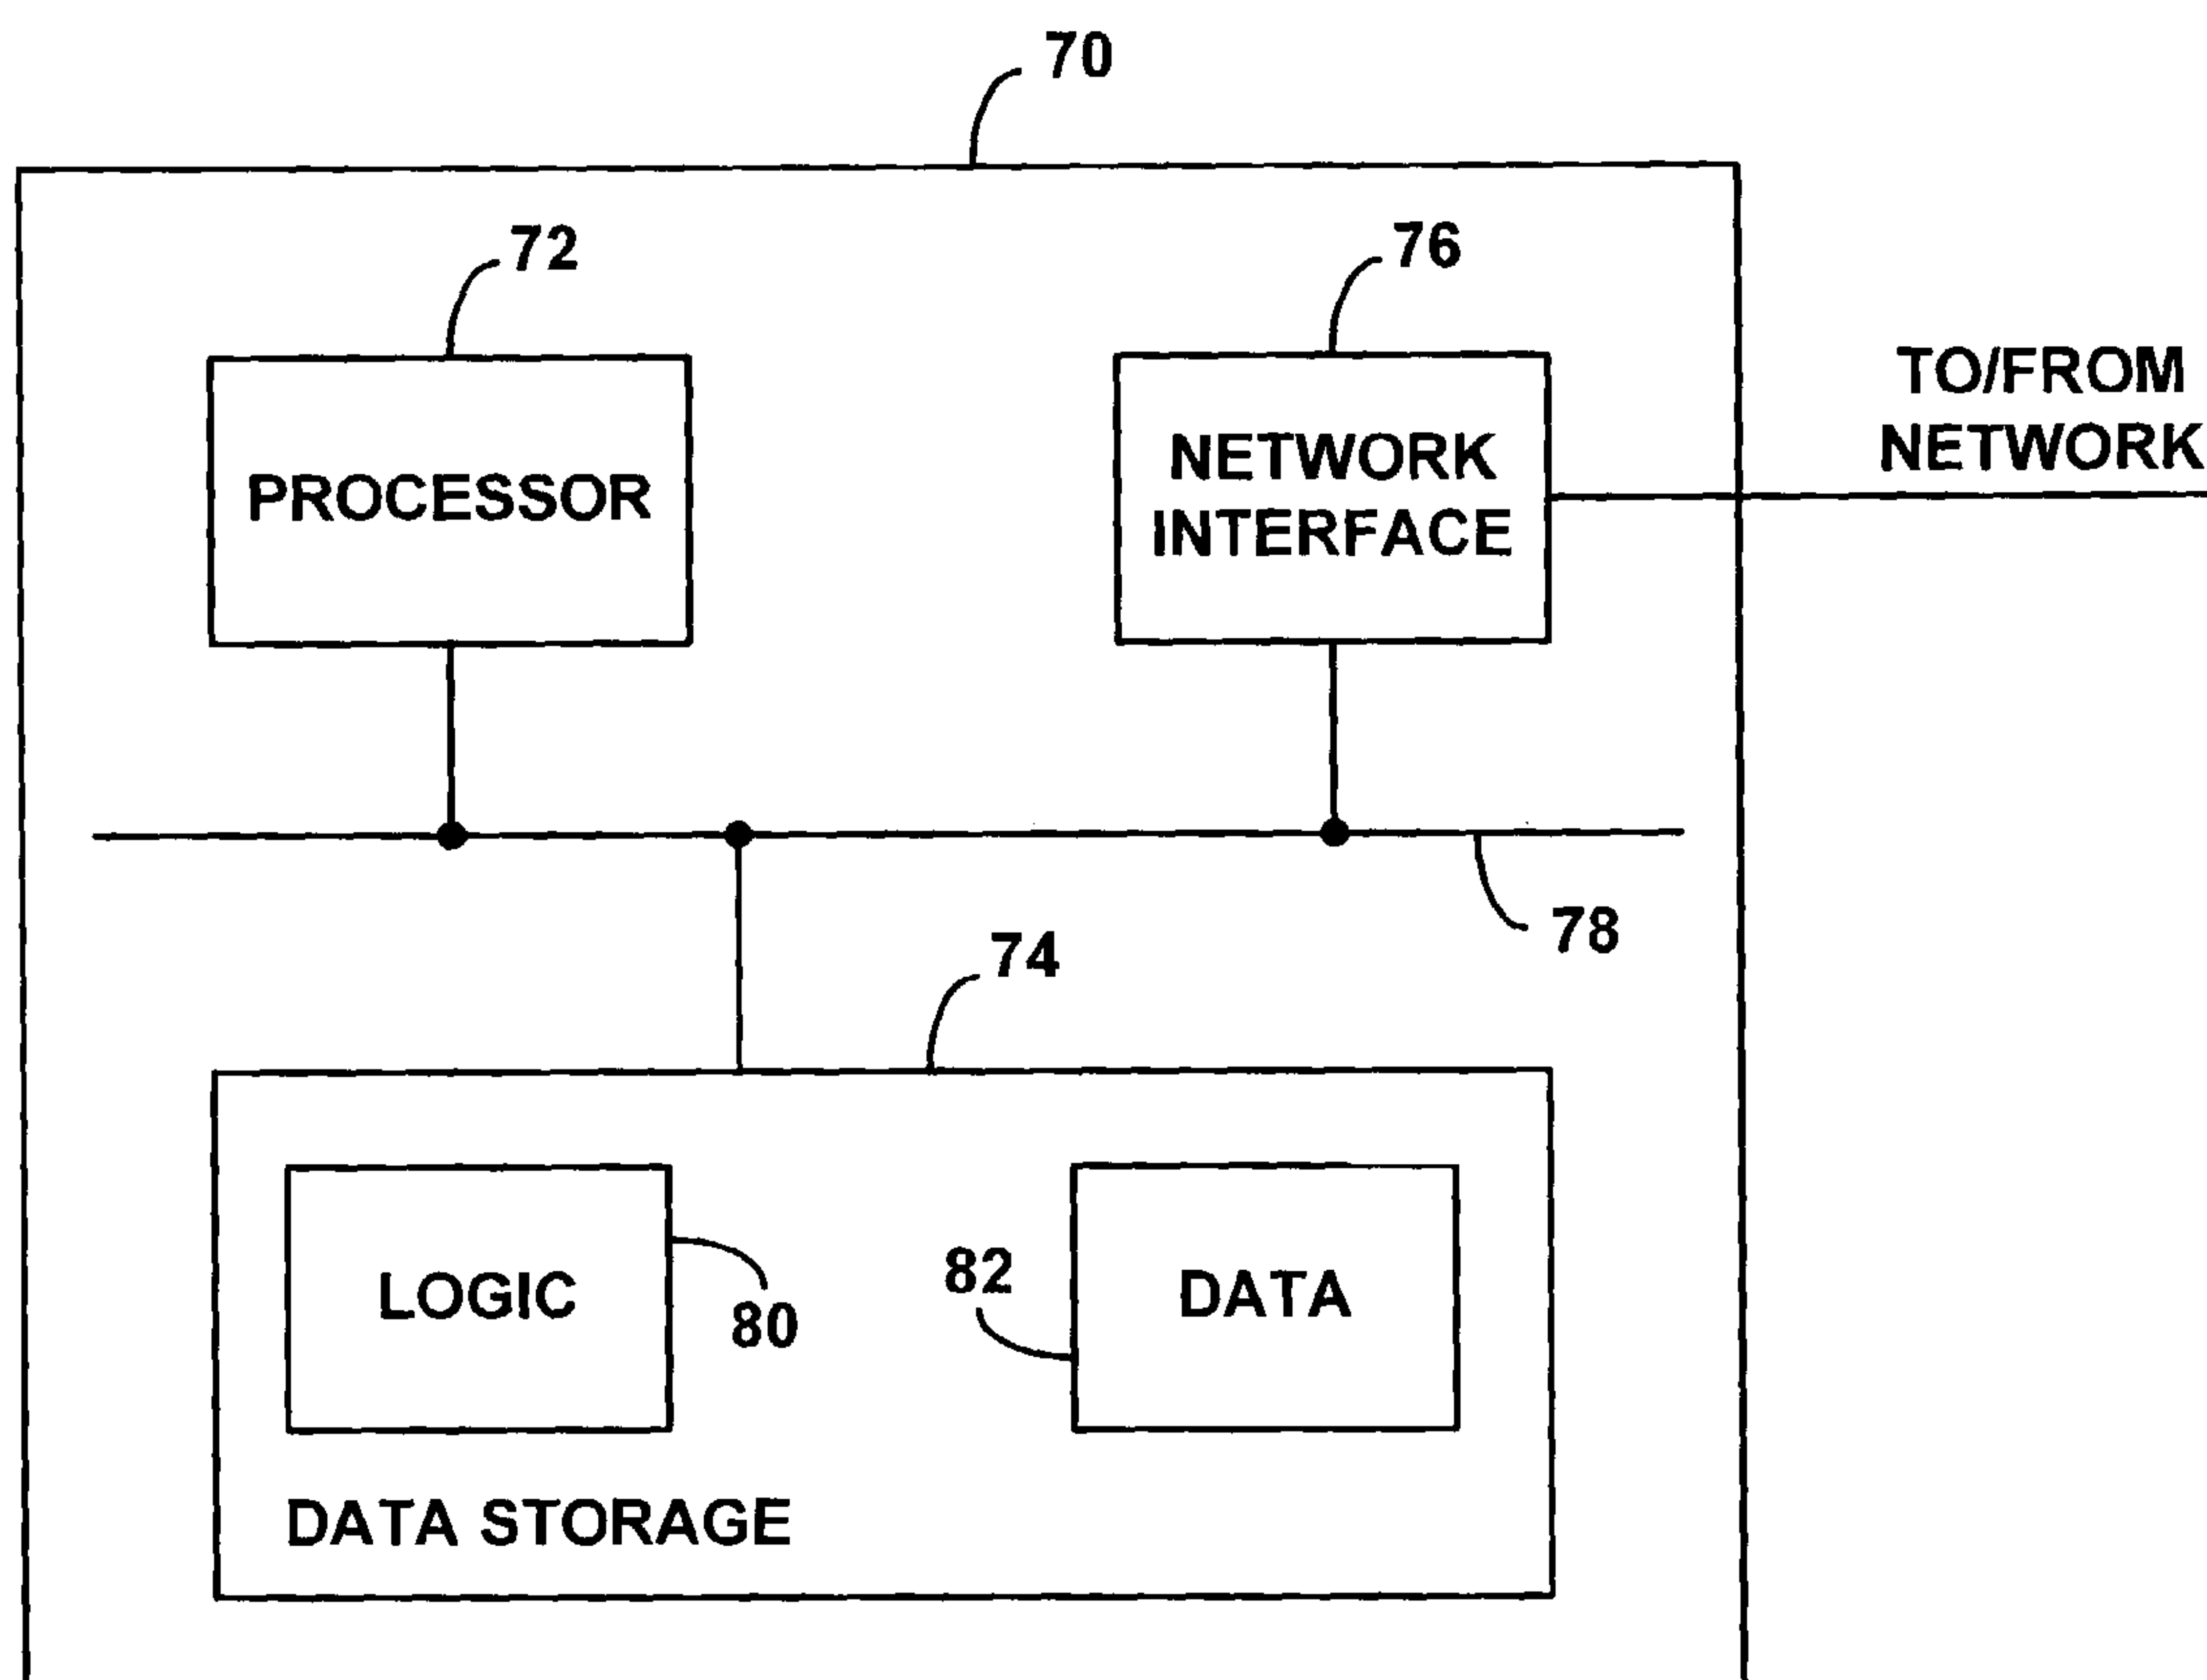 70
72
76
PROCESSOR
NETWORK
INTERFACE
TO/FROM
NETWORK
78
74
LOGIC
80
82
DATA
DATA STORAGE